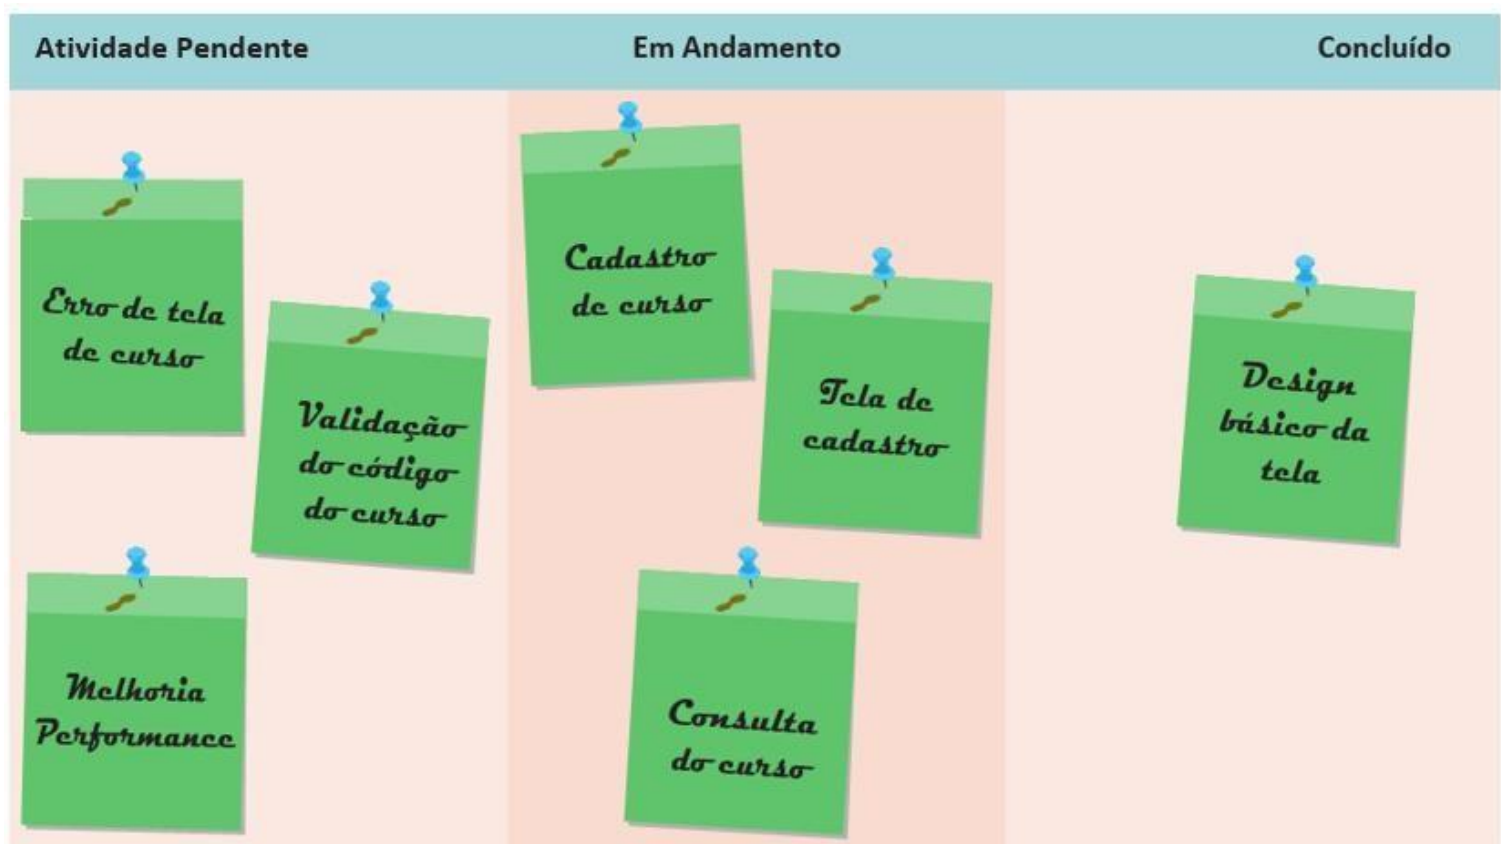 Atividade Pendente
Em Andamento
Concluído
Erro de tela
de curso
Validação
do código
do curso
Melhoria
Performance
Cadastro
de curso
Tela de
cadastro
Consulta
do curso
Design
básico da
tela